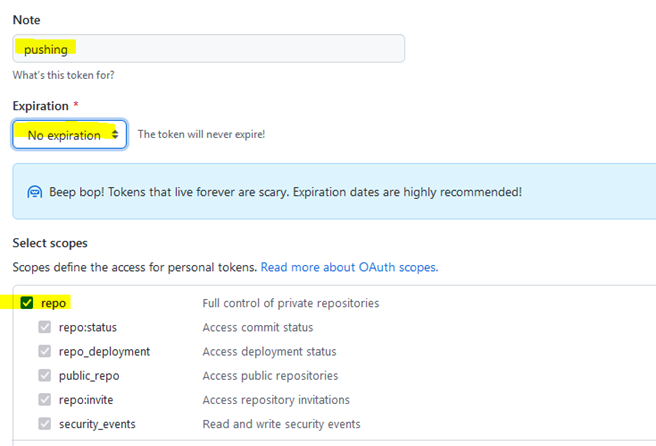 Note
pushing
What's this token for?
Expiration *
No expiration The token will never expire!
Beep bop! Tokens that live forever are scary. Expiration dates are highly recommended!
Select scopes
Scopes define the access for personal tokens. Read more about OAuth scopes.
repo Full control of private repositories
repo:status Access commit status
repo_deployment Access deployment status
public_repo Access public repositories
repo:invite Access repository invitations
security_events Read and write security events